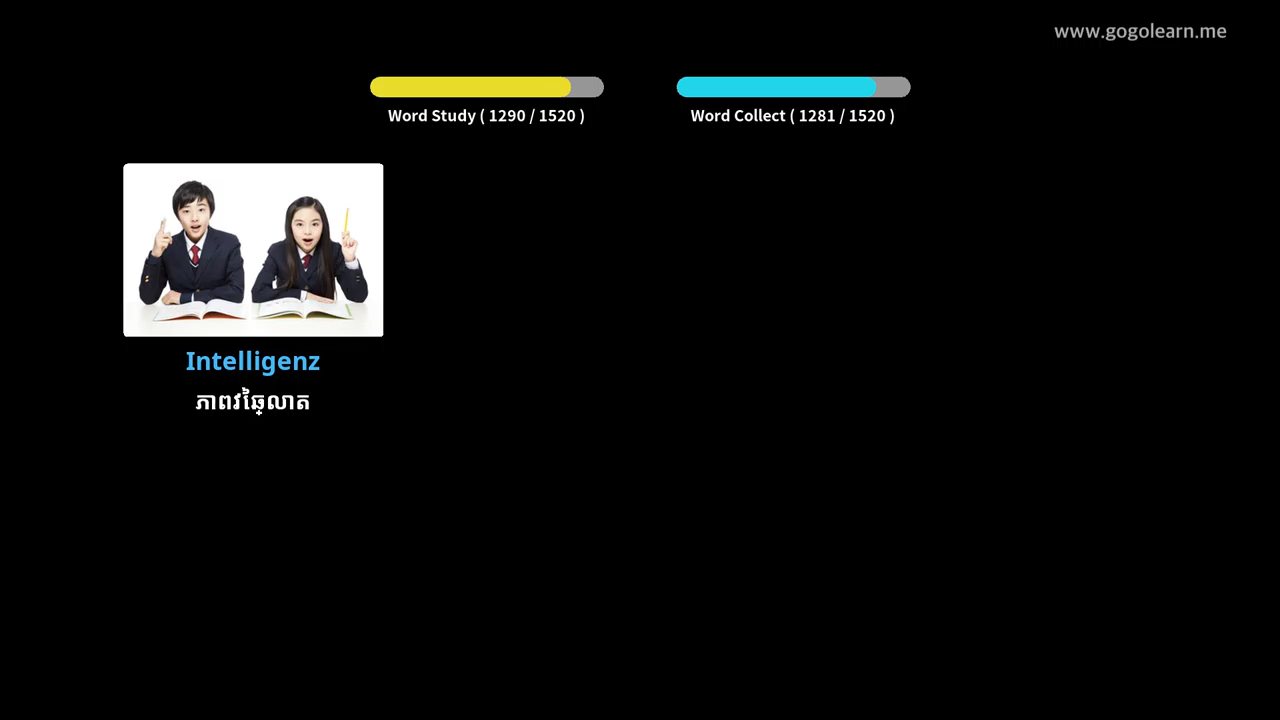 www.gogolearn.me
Word Study ( 1290 / 1520 )
Word Collect ( 1281 / 1520 )
Intelligenz
ភាពវៃឆ្លាត